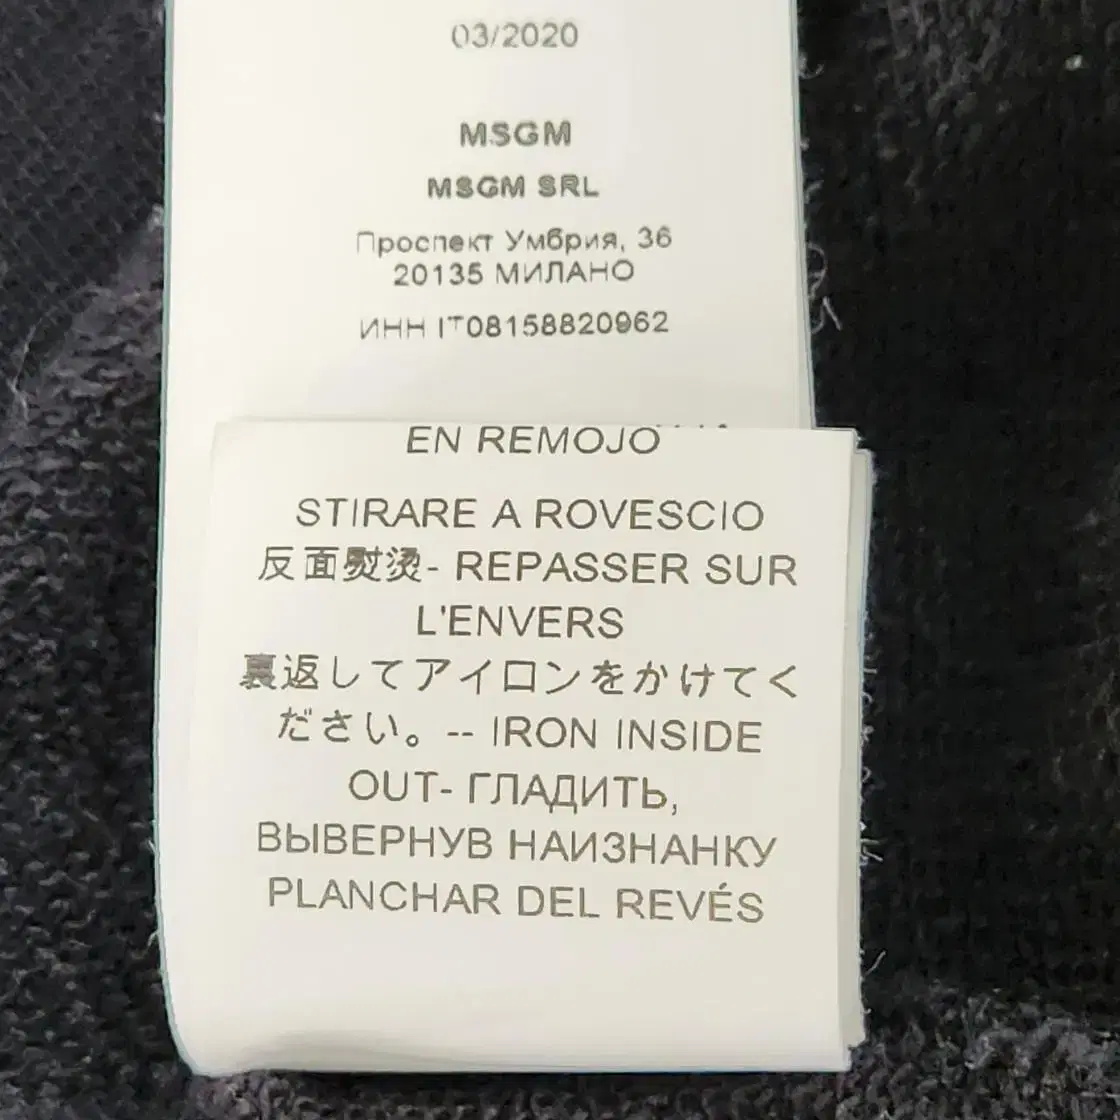 03/2020
MSGM
MSGM SRL
Проспект Умбрия, 36
20135 МИЛАНО
ИНН IT08158820962
EN REMOJO
STIRARE A ROVESCIO
反面熨烫- REPASSER SUR
L'ENVERS
裏返してアイロンをかけてく
ださい。-- IRON INSIDE
OUT- ГЛАДИТЬ,
ВЫВЕРНУВ НАИЗНАНКУ
PLANCHAR DEL REVÉS